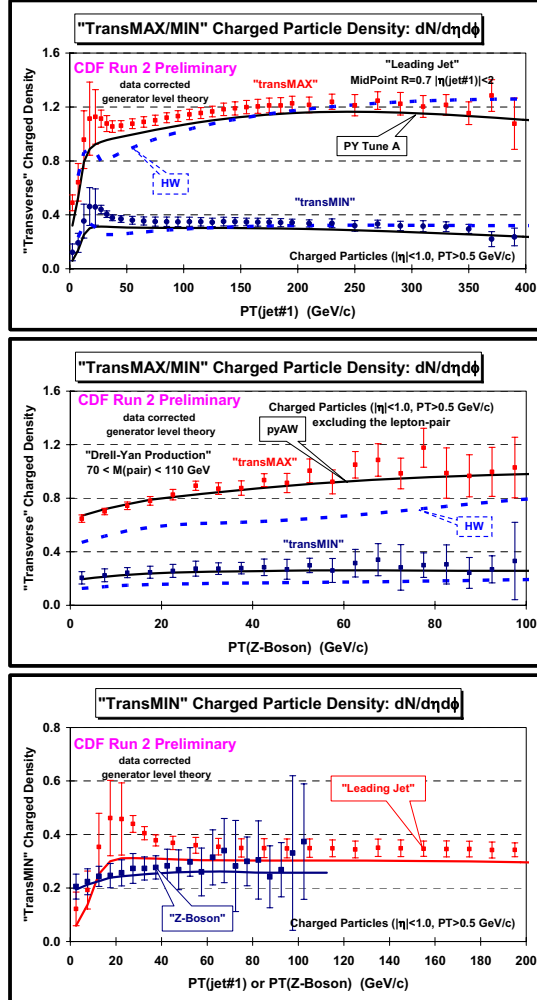 "TransMAX/MIN" Charged Particle Density: dN/dηdφ
CDF Run 2 Preliminary
data corrected
generator level theory
"Leading Jet"
MidPoint R=0.7 |η(jet#1)|<2
"transMAX"
PY Tune A
HW
"transMIN"
Charged Particles (|η|<1.0, PT>0.5 GeV/c)
"Transverse" Charged Density
1.6
1.2
0.8
0.4
0.0
0 50 100 150 200 250 300 350 400
PT(jet#1) (GeV/c)
"TransMAX/MIN" Charged Particle Density: dN/dηdφ
CDF Run 2 Preliminary
data corrected
generator level theory
Charged Particles (|η|<1.0, PT>0.5 GeV/c)
excluding the lepton-pair
pyAW
"Drell-Yan Production"
70 < M(pair) < 110 GeV
"transMAX"
HW
"transMIN"
"Transverse" Charged Density
1.6
1.2
0.8
0.4
0.0
0 20 40 60 80 100
PT(Z-Boson) (GeV/c)
"TransMIN" Charged Particle Density: dN/dηdφ
CDF Run 2 Preliminary
data corrected
generator level theory
"Leading Jet"
"Z-Boson"
Charged Particles (|η|<1.0, PT>0.5 GeV/c)
"TransMIN" Charged Density
0.8
0.6
0.4
0.2
0.0
0 20 40 60 80 100 120 140 160 180 200
PT(jet#1) or PT(Z-Boson) (GeV/c)